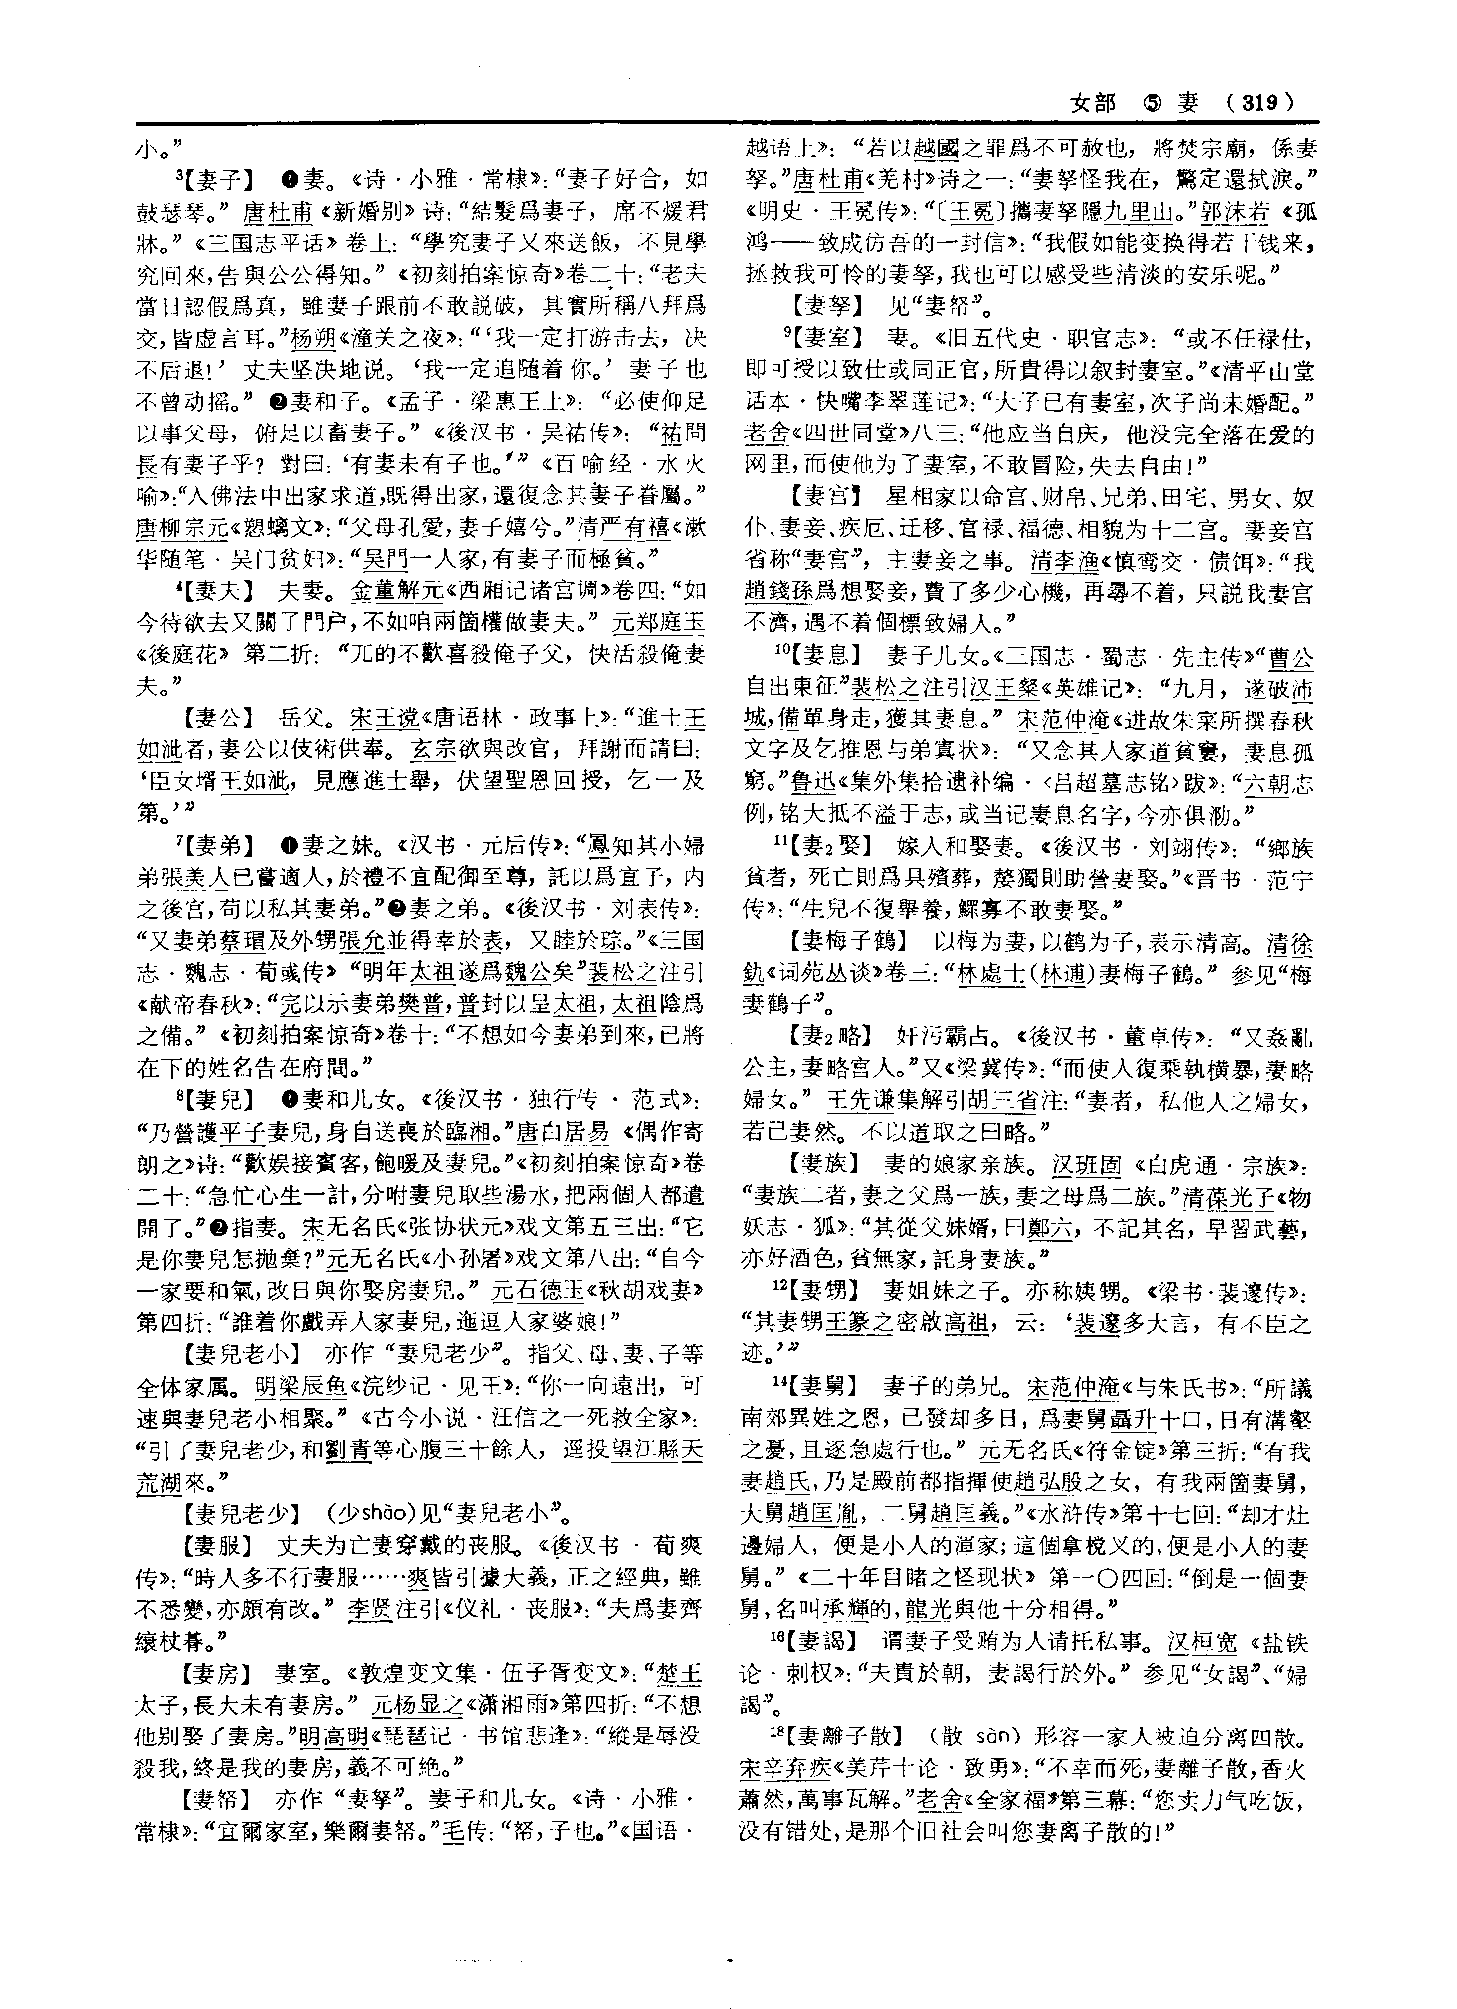 女部 ⑤ 妻 （319）
小。”
³【妻子】 ❶妻。《诗·小雅·常棣》：“妻子好合，如
鼓瑟琴。” 唐杜甫《新婚别》诗：“結髮爲妻子，席不煖君
牀。”《三国志平话》卷上：“學究妻子又來送飯，不見學
究回來，告與公公得知。”《初刻拍案惊奇》卷二十：“老夫
當日認假爲真，雖妻子跟前不敢説破，其實所稱八拜爲
交，皆虚言耳。”杨朔《潼关之夜》：“‘我一定打游击去，决
不后退！’ 丈夫坚决地说。‘我一定追随着你。’ 妻子也
不曾动摇。” ❷妻和子。《孟子·梁惠王上》：“必使仰足
以事父母，俯足以畜妻子。”《後汉书·吴祐传》：“祐問
長有妻子乎？對曰：‘有妻未有子也。’”《百喻经·水火
喻》：“入佛法中出家求道，既得出家，還復念其妻子眷屬。”
唐柳宗元《愬螭文》：“父母孔愛，妻子嬉兮。”清严有禧《漱
华随笔·吴门贫妇》：“吴門一人家，有妻子而極貧。”
⁴【妻夫】 夫妻。金董解元《西厢记诸宫调》卷四：“如
今待欲去又關了門户，不如咱兩箇權做妻夫。” 元郑庭玉
《後庭花》第二折：“兀的不歡喜殺俺子父，快活殺俺妻
夫。”
【妻公】 岳父。宋王谠《唐语林·政事上》：“進士王
如泚者，妻公以伎術供奉。玄宗欲與改官，拜謝而請曰：
‘臣女壻王如泚，見應進士舉，伏望聖恩回授，乞一及
第。’”
⁷【妻弟】 ❶妻之妹。《汉书·元后传》：“鳳知其小婦
弟張美人已嘗適人，於禮不宜配御至尊，託以爲宜子，内
之後宫，苟以私其妻弟。”❷妻之弟。《後汉书·刘表传》：
“又妻弟蔡瑁及外甥張允並得幸於表，又睦於琮。”《三国
志·魏志·荀彧传》“明年太祖遂爲魏公矣”裴松之注引
《献帝春秋》：“完以示妻弟樊普，普封以呈太祖，太祖陰爲
之備。”《初刻拍案惊奇》卷十：“不想如今妻弟到來，已將
在下的姓名告在府間。”
⁸【妻兒】 ❶妻和儿女。《後汉书·独行传·范式》：
“乃營護平子妻兒，身自送喪於臨湘。”唐白居易《偶作寄
朗之》诗：“歡娱接賓客，飽暖及妻兒。”《初刻拍案惊奇》卷
二十：“急忙心生一計，分咐妻兒取些湯水，把兩個人都遣
開了。”❷指妻。宋无名氏《张协状元》戏文第五三出：“它
是你妻兒怎抛棄？”元无名氏《小孙屠》戏文第八出：“自今
一家要和氣，改日與你娶房妻兒。” 元石德玉《秋胡戏妻》
第四折：“誰着你戲弄人家妻兒，迤逗人家婆娘！”
【妻兒老小】 亦作“妻兒老少”。指父、母、妻、子等
全体家属。明梁辰鱼《浣纱记·见王》：“你一向遠出，可
速與妻兒老小相聚。”《古今小说·汪信之一死救全家》：
“引了妻兒老少，和劉青等心腹三十餘人，逕投望江縣天
荒湖來。”
【妻兒老少】（少shào）见“妻兒老小”。
【妻服】 丈夫为亡妻穿戴的丧服。《後汉书·荀爽
传》：“時人多不行妻服……爽皆引據大義，正之經典，雖
不悉變，亦頗有改。” 李贤注引《仪礼·丧服》：“夫爲妻齊
縗杖朞。”
【妻房】 妻室。《敦煌变文集·伍子胥变文》：“楚王
太子，長大未有妻房。” 元杨显之《潇湘雨》第四折：“不想
他别娶了妻房。”明高明《琵琶记·书馆悲逢》：“縱是辱没
殺我，終是我的妻房，義不可絶。”
【妻帑】 亦作“妻孥”。妻子和儿女。《诗·小雅·
常棣》：“宜爾家室，樂爾妻帑。”毛传：“帑，子也。”《国语·
越语上》：“若以越國之罪爲不可赦也，將焚宗廟，係妻
孥。”唐杜甫《羌村》诗之一：“妻孥怪我在，驚定還拭淚。”
《明史·王冕传》：“〔王冕〕攜妻孥隱九里山。”郭沫若《孤
鸿——致成仿吾的一封信》：“我假如能变换得若干钱来，
拯救我可怜的妻孥，我也可以感受些清淡的安乐呢。”
【妻孥】 见“妻帑”。
⁹【妻室】 妻。《旧五代史·职官志》：“或不任禄仕，
即可授以致仕或同正官，所貴得以叙封妻室。”《清平山堂
话本·快嘴李翠莲记》：“大子已有妻室，次子尚未婚配。”
老舍《四世同堂》八三：“他应当自庆，他没完全落在爱的
网里，而使他为了妻室，不敢冒险，失去自由！”
【妻宫】 星相家以命宫、财帛、兄弟、田宅、男女、奴
仆、妻妾、疾厄、迁移、官禄、福德、相貌为十二宫。妻妾宫
省称“妻宫”，主妻妾之事。清李渔《慎鸾交·债饵》：“我
趙錢孫爲想娶妾，費了多少心機，再尋不着，只説我妻宫
不濟，遇不着個標致婦人。”
¹⁰【妻息】 妻子儿女。《三国志·蜀志·先主传》“曹公
自出東征”裴松之注引汉王粲《英雄记》：“九月，遂破沛
城，備單身走，獲其妻息。” 宋范仲淹《进故朱寀所撰春秋
文字及乞推恩与弟寘状》：“又念其人家道貧窶，妻息孤
窮。”鲁迅《集外集拾遗补编·〈吕超墓志铭〉跋》：“六朝志
例，铭大抵不溢于志，或当记妻息名字，今亦俱泐。”
¹¹【妻₂娶】 嫁人和娶妻。《後汉书·刘翊传》：“鄉族
貧者，死亡則爲具殯葬，嫠獨則助營妻娶。”《晋书·范宁
传》：“生兒不復舉養，鰥寡不敢妻娶。”
【妻梅子鶴】 以梅为妻，以鹤为子，表示清高。清徐
釚《词苑丛谈》卷三：“林處士（林逋）妻梅子鶴。” 参见“梅
妻鶴子”。
【妻₂略】 奸污霸占。《後汉书·董卓传》：“又姦亂
公主，妻略宫人。”又《梁冀传》：“而使人復乘執横暴，妻略
婦女。” 王先谦集解引胡三省注：“妻者，私他人之婦女，
若己妻然。不以道取之曰略。”
【妻族】 妻的娘家亲族。汉班固《白虎通·宗族》：
“妻族二者，妻之父爲一族，妻之母爲二族。”清葆光子《物
妖志·狐》：“其從父妹婿，曰鄭六，不記其名，早習武藝，
亦好酒色，貧無家，託身妻族。”
¹²【妻甥】 妻姐妹之子。亦称姨甥。《梁书·裴邃传》：
“其妻甥王篆之密啟高祖，云：‘裴邃多大言，有不臣之
迹。’”
¹⁴【妻舅】 妻子的弟兄。宋范仲淹《与朱氏书》：“所議
南郊異姓之恩，已發却多日，爲妻舅聶升十口，日有溝壑
之憂，且逐急處行也。” 元无名氏《符金锭》第三折：“有我
妻趙氏，乃是殿前都指揮使趙弘殷之女，有我兩箇妻舅，
大舅趙匡胤，二舅趙匡義。”《水浒传》第十七回：“却才灶
邊婦人，便是小人的渾家；這個拿㭼叉的，便是小人的妻
舅。”《二十年目睹之怪现状》第一〇四回：“倒是一個妻
舅，名叫承輝的，龍光與他十分相得。”
¹⁶【妻謁】 谓妻子受贿为人请托私事。汉桓宽《盐铁
论·刺权》：“夫貴於朝，妻謁行於外。” 参见“女謁”、“婦
謁”。
¹⁸【妻離子散】（散 sàn）形容一家人被迫分离四散。
宋辛弃疾《美芹十论·致勇》：“不幸而死，妻離子散，香火
蕭然，萬事瓦解。”老舍《全家福》第三幕：“您卖力气吃饭，
没有错处，是那个旧社会叫您妻离子散的！”